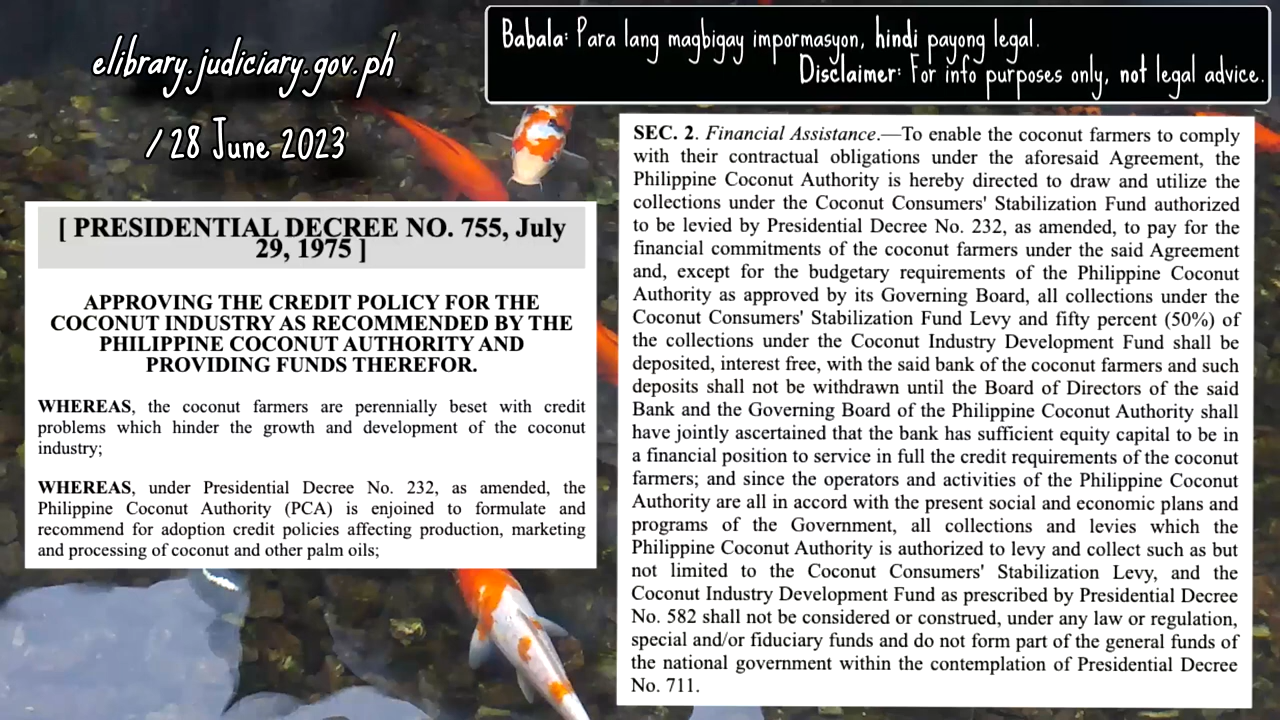 elibrary.judiciary.gov.ph
/ 28 June 2023
Babala: Para lang magbigay impormasyon, hindi payong legal.
Disclaimer: For info purposes only, not legal advice.
[ PRESIDENTIAL DECREE NO. 755, July
29, 1975 ]
APPROVING THE CREDIT POLICY FOR THE
COCONUT INDUSTRY AS RECOMMENDED BY THE
PHILIPPINE COCONUT AUTHORITY AND
PROVIDING FUNDS THEREFOR.
WHEREAS, the coconut farmers are perennially beset with credit
problems which hinder the growth and development of the coconut
industry;
WHEREAS, under Presidential Decree No. 232, as amended, the
Philippine Coconut Authority (PCA) is enjoined to formulate and
recommend for adoption credit policies affecting production, marketing
and processing of coconut and other palm oils;
SEC. 2. Financial Assistance.—To enable the coconut farmers to comply
with their contractual obligations under the aforesaid Agreement, the
Philippine Coconut Authority is hereby directed to draw and utilize the
collections under the Coconut Consumers' Stabilization Fund authorized
to be levied by Presidential Decree No. 232, as amended, to pay for the
financial commitments of the coconut farmers under the said Agreement
and, except for the budgetary requirements of the Philippine Coconut
Authority as approved by its Governing Board, all collections under the
Coconut Consumers' Stabilization Fund Levy and fifty percent (50%) of
the collections under the Coconut Industry Development Fund shall be
deposited, interest free, with the said bank of the coconut farmers and such
deposits shall not be withdrawn until the Board of Directors of the said
Bank and the Governing Board of the Philippine Coconut Authority shall
have jointly ascertained that the bank has sufficient equity capital to be in
a financial position to service in full the credit requirements of the coconut
farmers; and since the operators and activities of the Philippine Coconut
Authority are all in accord with the present social and economic plans and
programs of the Government, all collections and levies which the
Philippine Coconut Authority is authorized to levy and collect such as but
not limited to the Coconut Consumers' Stabilization Levy, and the
Coconut Industry Development Fund as prescribed by Presidential Decree
No. 582 shall not be considered or construed, under any law or regulation,
special and/or fiduciary funds and do not form part of the general funds of
the national government within the contemplation of Presidential Decree
No. 711.